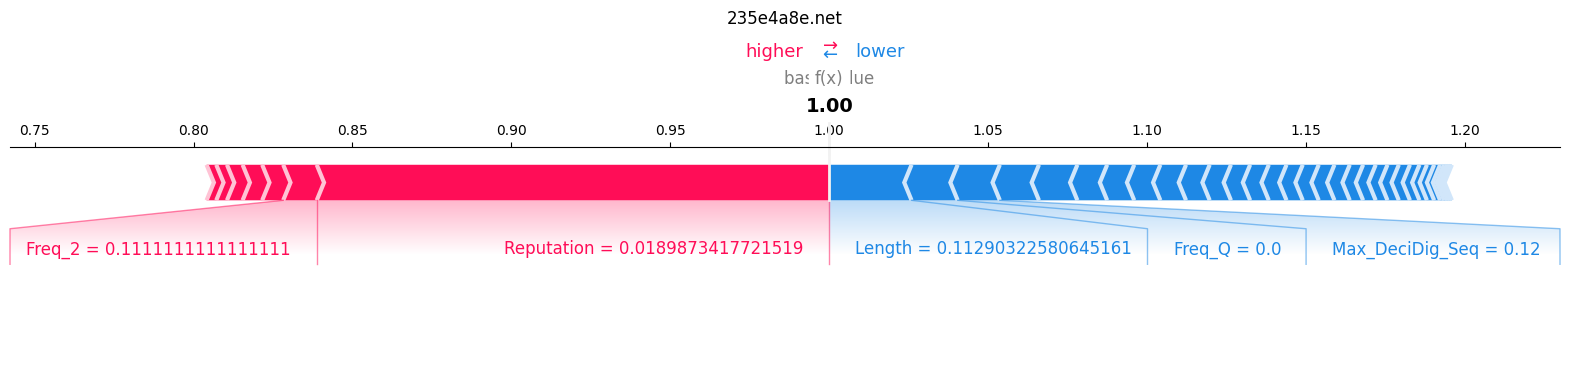 235e4a8e.net
higher ⇄ lower
bas f(x) lue
1.00
0.75 0.80 0.85 0.90 0.95 1.00 1.05 1.10 1.15 1.20
Freq_2 = 0.1111111111111111 Reputation = 0.0189873417721519 Length = 0.11290322580645161 Freq_Q = 0.0 Max_DeciDig_Seq = 0.12